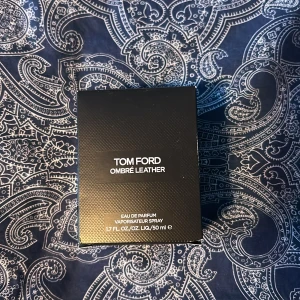 TOM FORD
OMBRÉ LEATHER
EAU DE PARFUM
VAPORISATEUR SPRAY
1.7 FL.OZ./OZ. LIQ./50 ml ℮